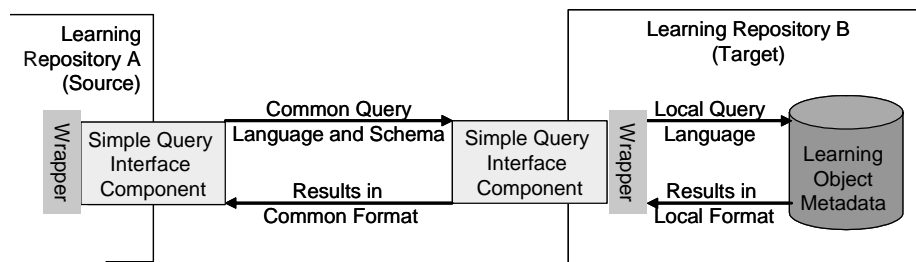 Learning
Repository A
(Source)
Wrapper
Simple Query
Interface
Component
Common Query
Language and Schema
Results in
Common Format
Learning Repository B
(Target)
Simple Query
Interface
Component
Wrapper
Local Query
Language
Results in
Local Format
Learning
Object
Metadata